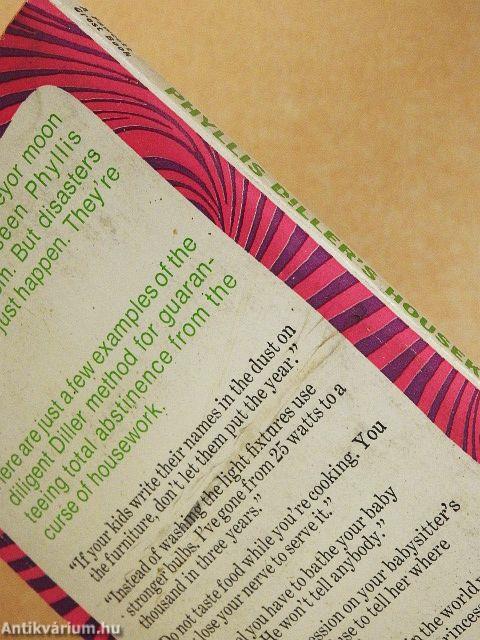 Crest Book
PHYLLIS DILLER'S HOUSEK
eyor moon
seen Phyllis
m. But disasters
just happen. They're
ere are just a few examples of the
diligent Diller method for guaran-
teeing total abstinence from the
curse of housework:
"If your kids write their names in the dust on
the furniture, don't let them put the year."
"Instead of washing the light fixtures use
stronger bulbs. I've gone from 25 watts to a
thousand in three years."
Do not taste food while you're cooking. You
lose your nerve to serve it."
d you have to bathe your baby
He won't tell anybody."
ession on your babysitter's
e to tell her where
the world
incess
Antikvárium.hu